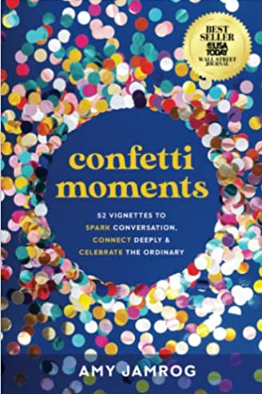 BEST
SELLER
USA
TODAY
WALL STREET
JOURNAL
confetti
moments
52 VIGNETTES TO
SPARK CONVERSATION,
CONNECT DEEPLY &
CELEBRATE THE ORDINARY
AMY JAMROG